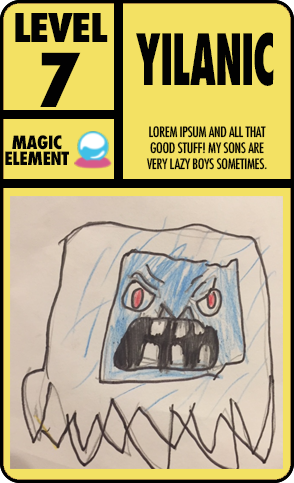 LEVEL
7
YILANIC
MAGIC
ELEMENT
LOREM IPSUM AND ALL THAT
GOOD STUFF! MY SONS ARE
VERY LAZY BOYS SOMETIMES.